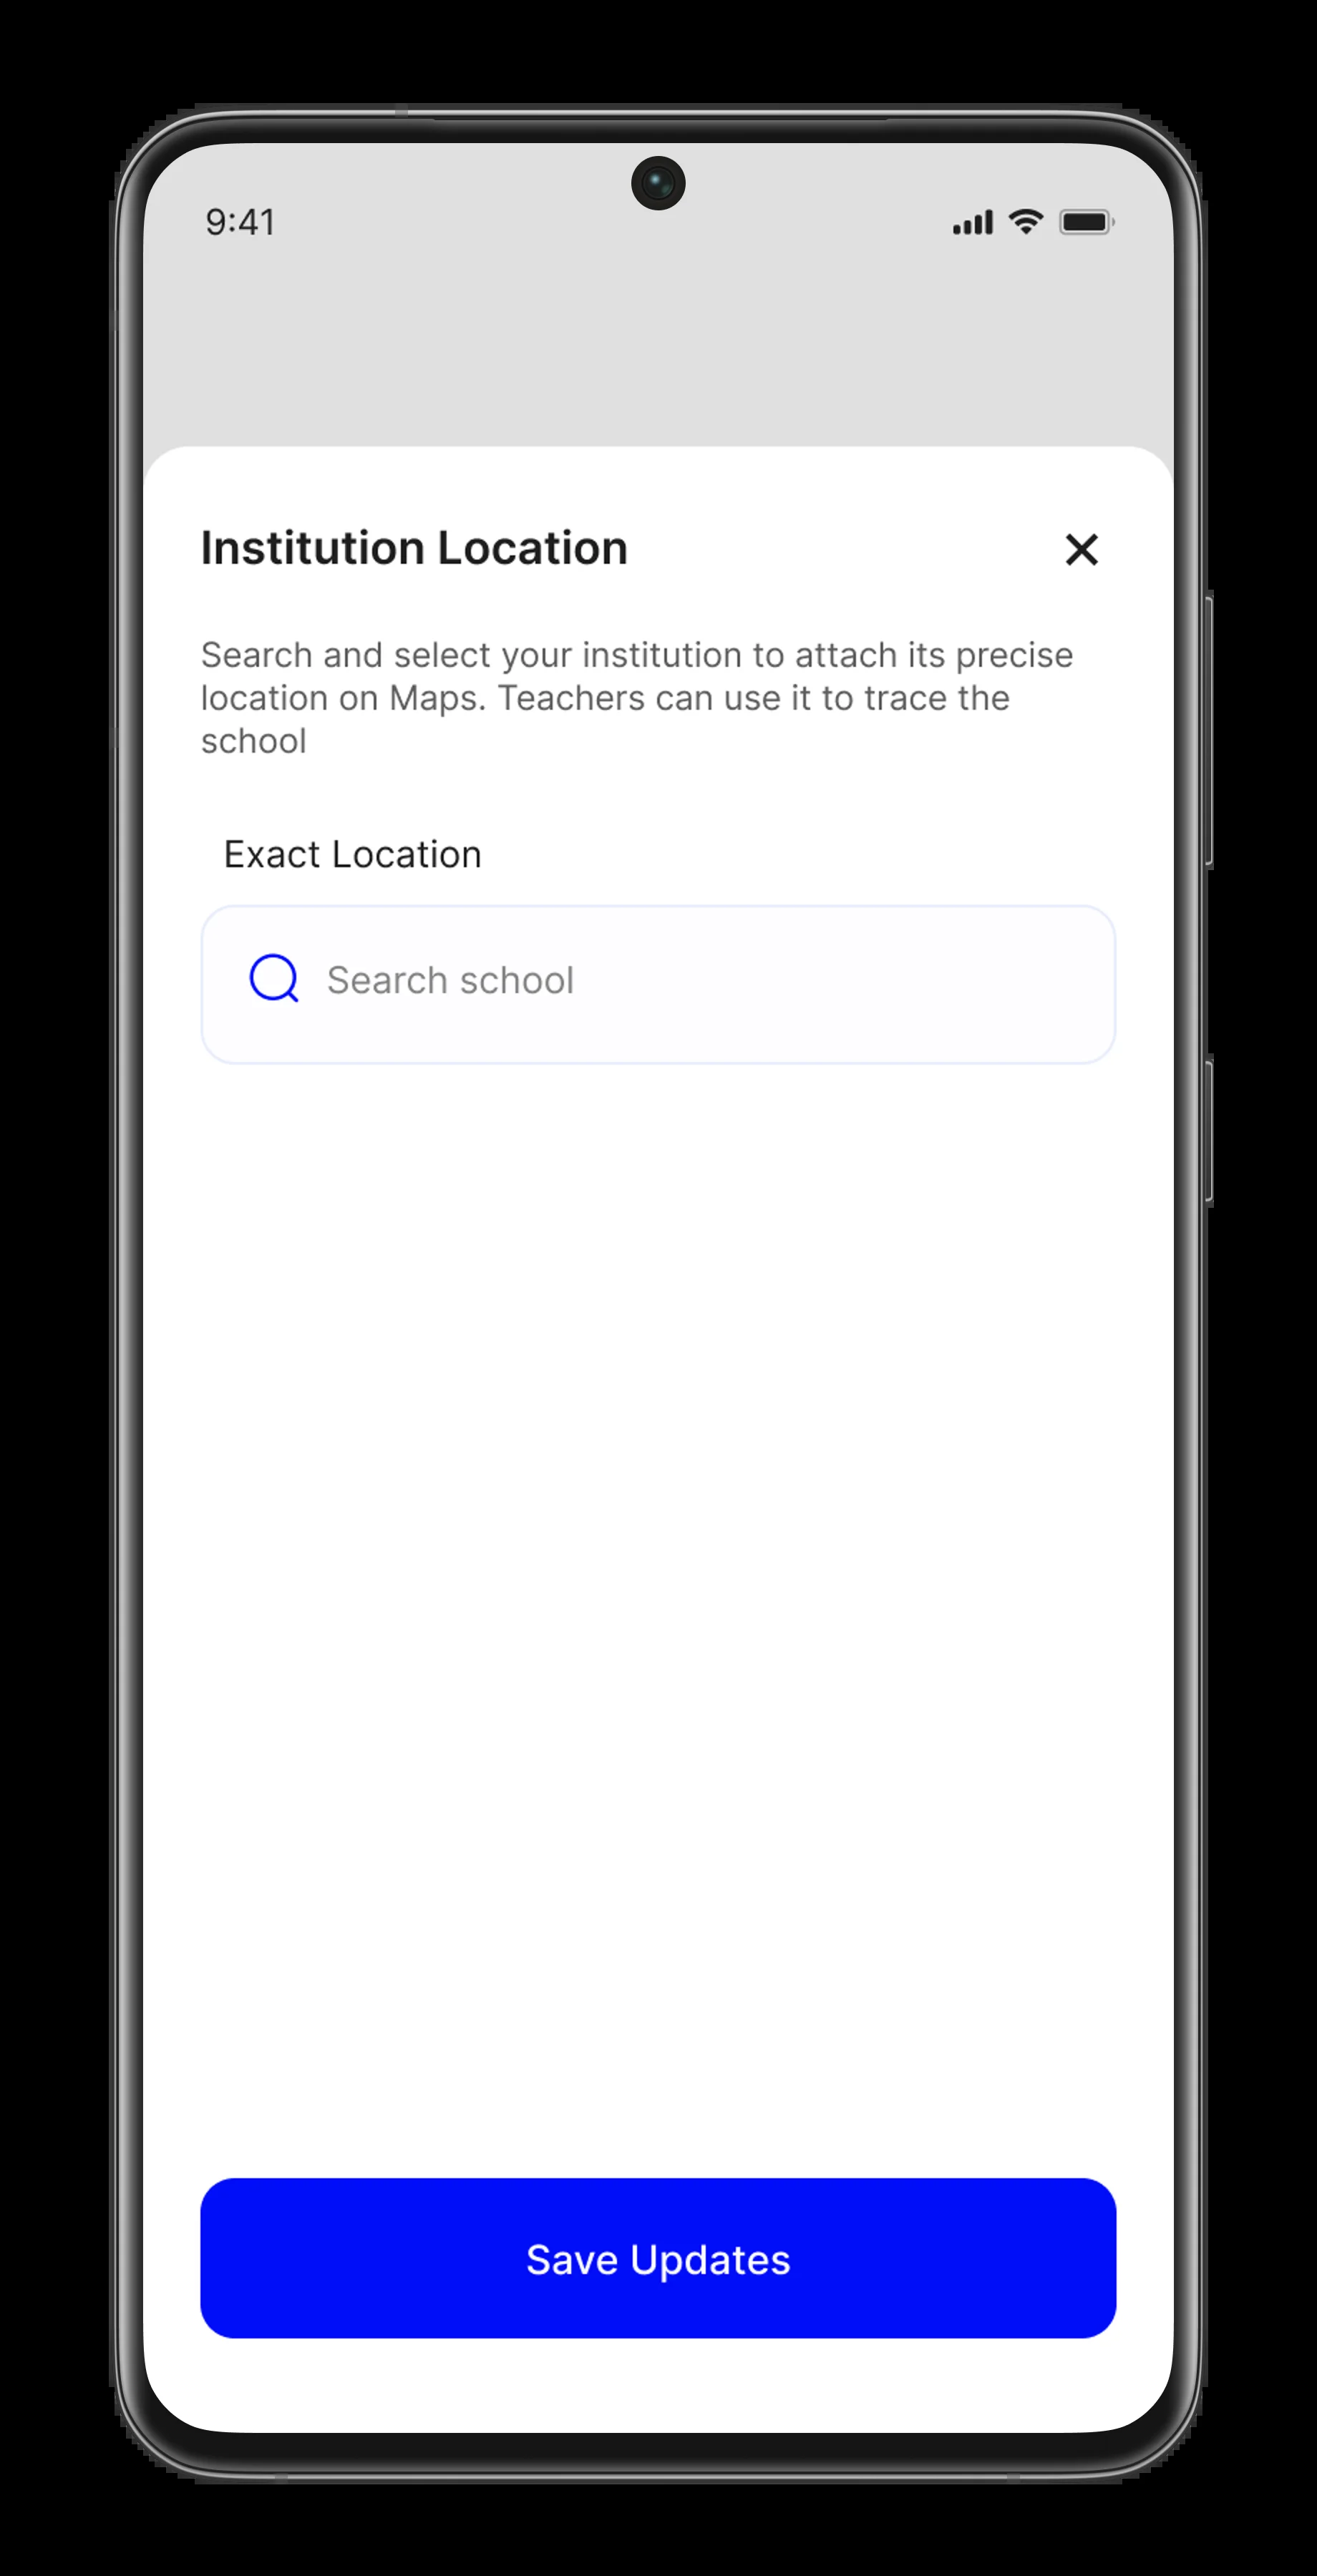 9:41
Institution Location
Search and select your institution to attach its precise
location on Maps. Teachers can use it to trace the
school
Exact Location
Search school
Save Updates